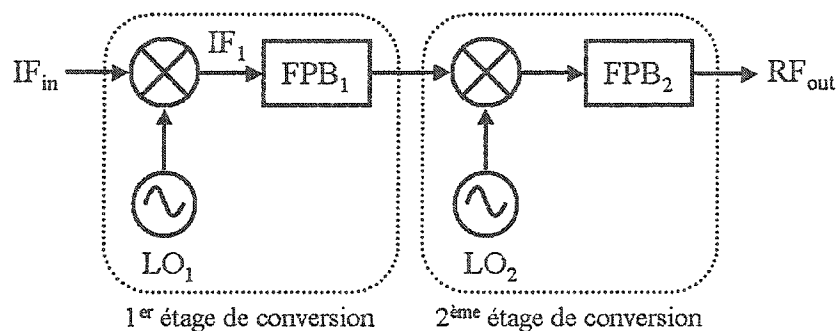 IF_in
IF_1
FPB_1
FPB_2
RF_out
LO_1
LO_2
1er étage de conversion
2ème étage de conversion